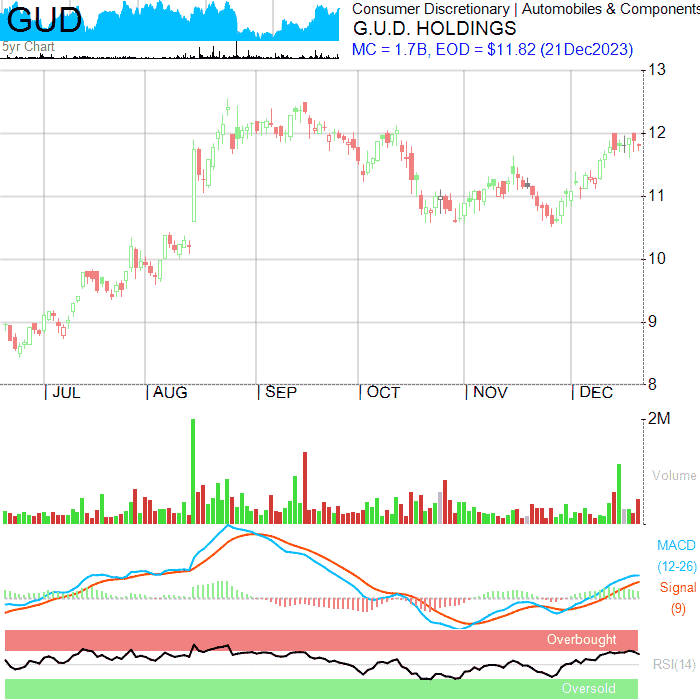 GUD
5yr Chart
Consumer Discretionary | Automobiles & Components
G.U.D. HOLDINGS
MC = 1.7B, EOD = $11.82 (21Dec2023)
13
12
11
10
9
8
| JUL | AUG | SEP | OCT | NOV | DEC
2M
Volume
MACD
(12-26)
Signal
(9)
Overbought
RSI(14)
Oversold